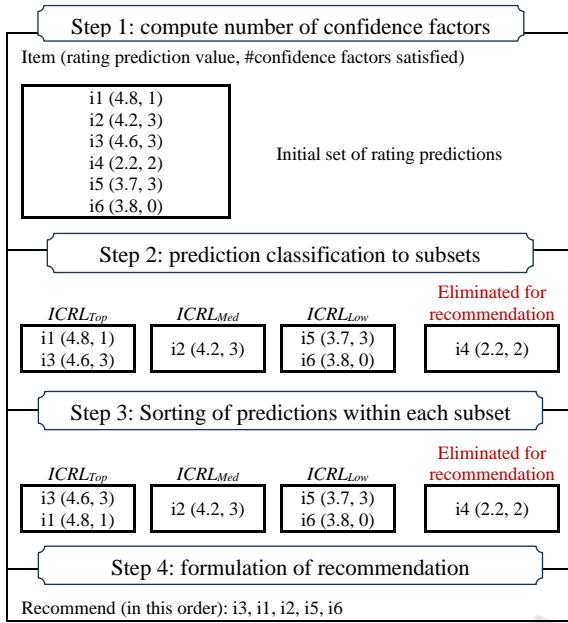 Step 1: compute number of confidence factors
Item (rating prediction value, #confidence factors satisfied)
i1 (4.8, 1)
i2 (4.2, 3)
i3 (4.6, 3)
i4 (2.2, 2)
i5 (3.7, 3)
i6 (3.8, 0)
Initial set of rating predictions
Step 2: prediction classification to subsets
ICRLTop
i1 (4.8, 1)
i3 (4.6, 3)
ICRLMed
i2 (4.2, 3)
ICRLLow
i5 (3.7, 3)
i6 (3.8, 0)
Eliminated for
recommendation
i4 (2.2, 2)
Step 3: Sorting of predictions within each subset
ICRLTop
i3 (4.6, 3)
i1 (4.8, 1)
ICRLMed
i2 (4.2, 3)
ICRLLow
i5 (3.7, 3)
i6 (3.8, 0)
Eliminated for
recommendation
i4 (2.2, 2)
Step 4: formulation of recommendation
Recommend (in this order): i3, i1, i2, i5, i6